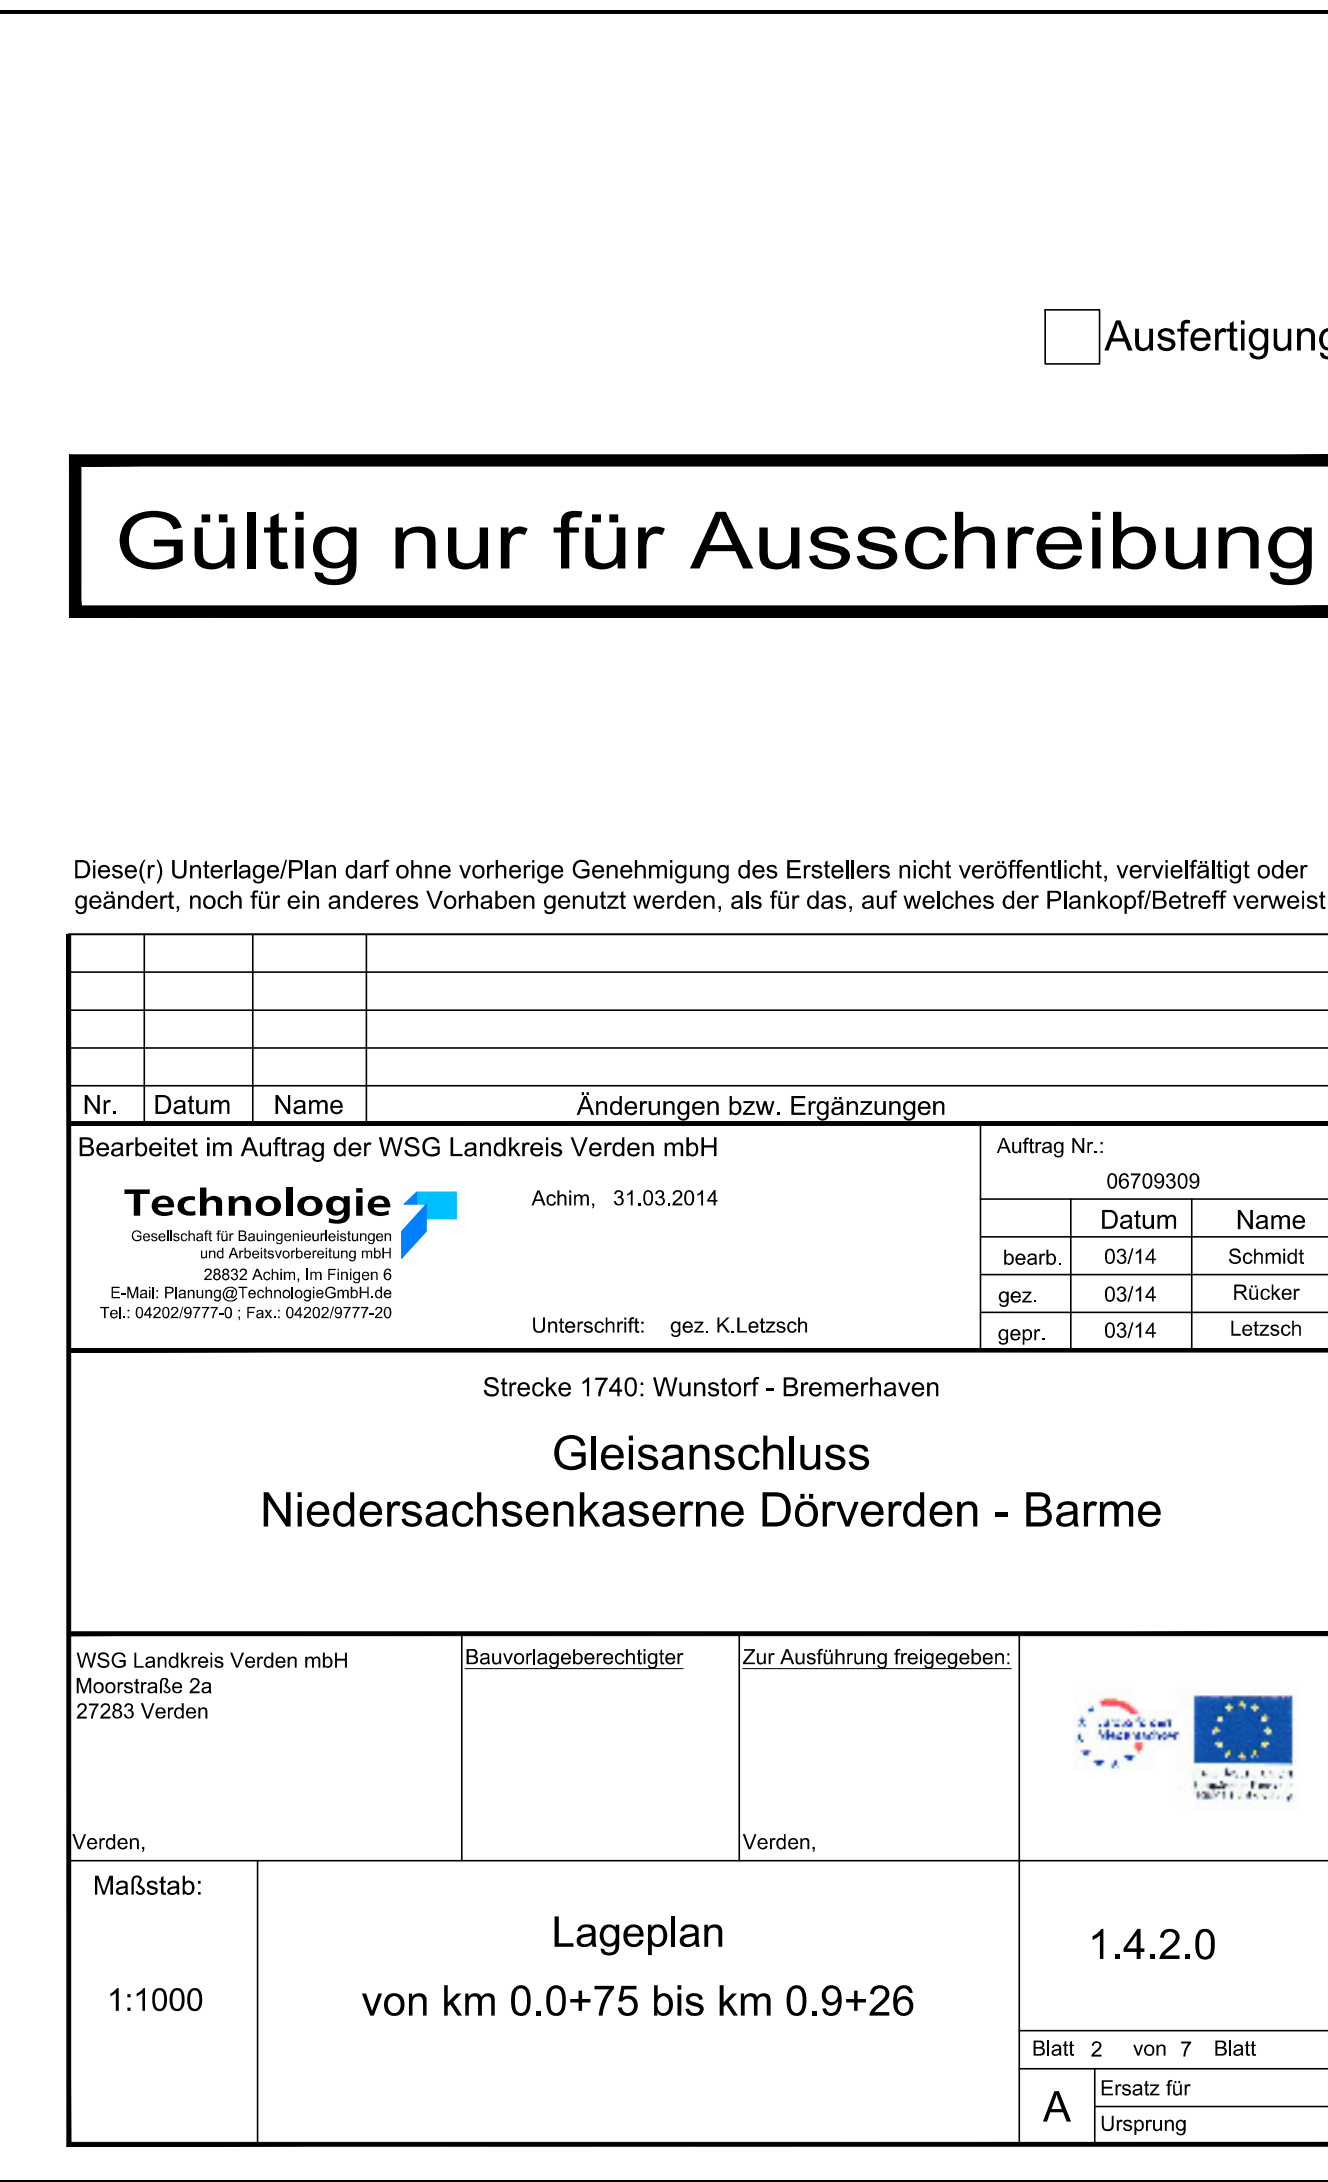 Ausfertigung
Gültig nur für Ausschreibung
Diese(r) Unterlage/Plan darf ohne vorherige Genehmigung des Erstellers nicht veröffentlicht, vervielfältigt oder
geändert, noch für ein anderes Vorhaben genutzt werden, als für das, auf welches der Plankopf/Betreff verweist
Nr. Datum Name Änderungen bzw. Ergänzungen
Bearbeitet im Auftrag der WSG Landkreis Verden mbH
Technologie
Gesellschaft für Bauingenieurleistungen
und Arbeitsvorbereitung mbH
28832 Achim, Im Finigen 6
E-Mail: Planung@TechnologieGmbH.de
Tel.: 04202/9777-0 ; Fax.: 04202/9777-20
Achim, 31.03.2014
Unterschrift: gez. K.Letzsch
Auftrag Nr.:
06709309
Datum Name
bearb. 03/14 Schmidt
gez. 03/14 Rücker
gepr. 03/14 Letzsch
Strecke 1740: Wunstorf - Bremerhaven
Gleisanschluss
Niedersachsenkaserne Dörverden - Barme
WSG Landkreis Verden mbH
Moorstraße 2a
27283 Verden
Verden,
Bauvorlageberechtigter
Zur Ausführung freigegeben:
Verden,
Maßstab:
1:1000
Lageplan
von km 0.0+75 bis km 0.9+26
1.4.2.0
Blatt 2 von 7 Blatt
A
Ersatz für
Ursprung